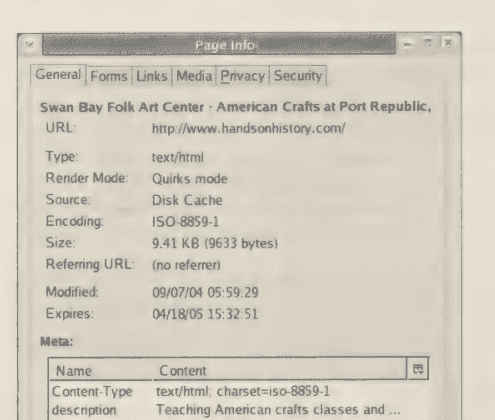 Page Info
General Forms Links Media Privacy Security
Swan Bay Folk Art Center - American Crafts at Port Republic,
URL: http://www.handsonhistory.com/
Type: text/html
Render Mode: Quirks mode
Source: Disk Cache
Encoding: ISO-8859-1
Size: 9.41 KB (9633 bytes)
Referring URL: (no referrer)
Modified: 09/07/04 05:59:29
Expires: 04/18/05 15:32:51
Meta:
Name Content
Content-Type text/html; charset=iso-8859-1
description Teaching American crafts classes and ...